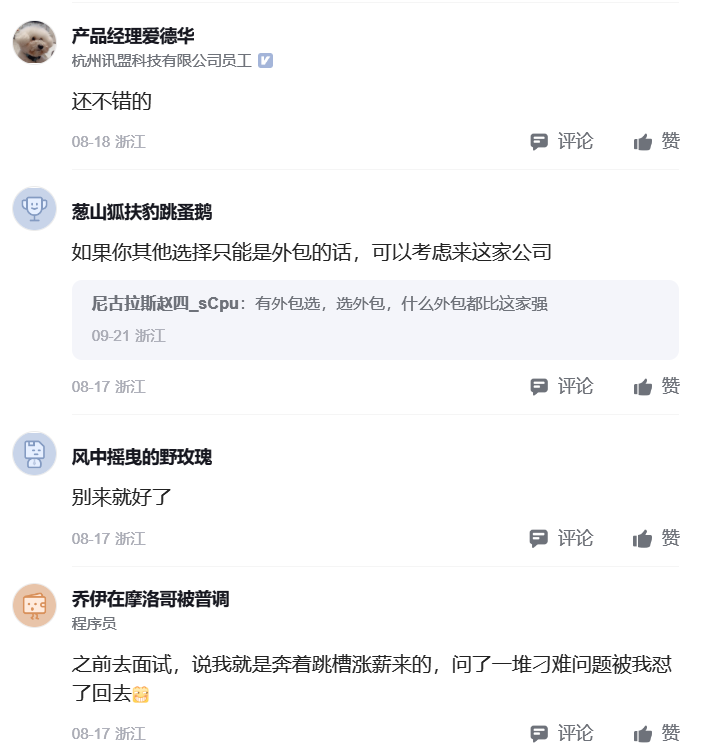 产品经理爱德华
杭州讯盟科技有限公司员工
还不错的
08-18 浙江
评论
赞
葱山狐扶豹跳蚤鹅
如果你其他选择只能是外包的话，可以考虑来这家公司
尼古拉斯赵四_sCpu：有外包选，选外包，什么外包都比这家强
09-21 浙江
08-17 浙江
评论
赞
风中摇曳的野玫瑰
别来就好了
08-17 浙江
评论
赞
乔伊在摩洛哥被普调
程序员
之前去面试，说我就是奔着跳槽涨薪来的，问了一堆刁难问题被我怼
了回去
08-17 浙江
评论
赞